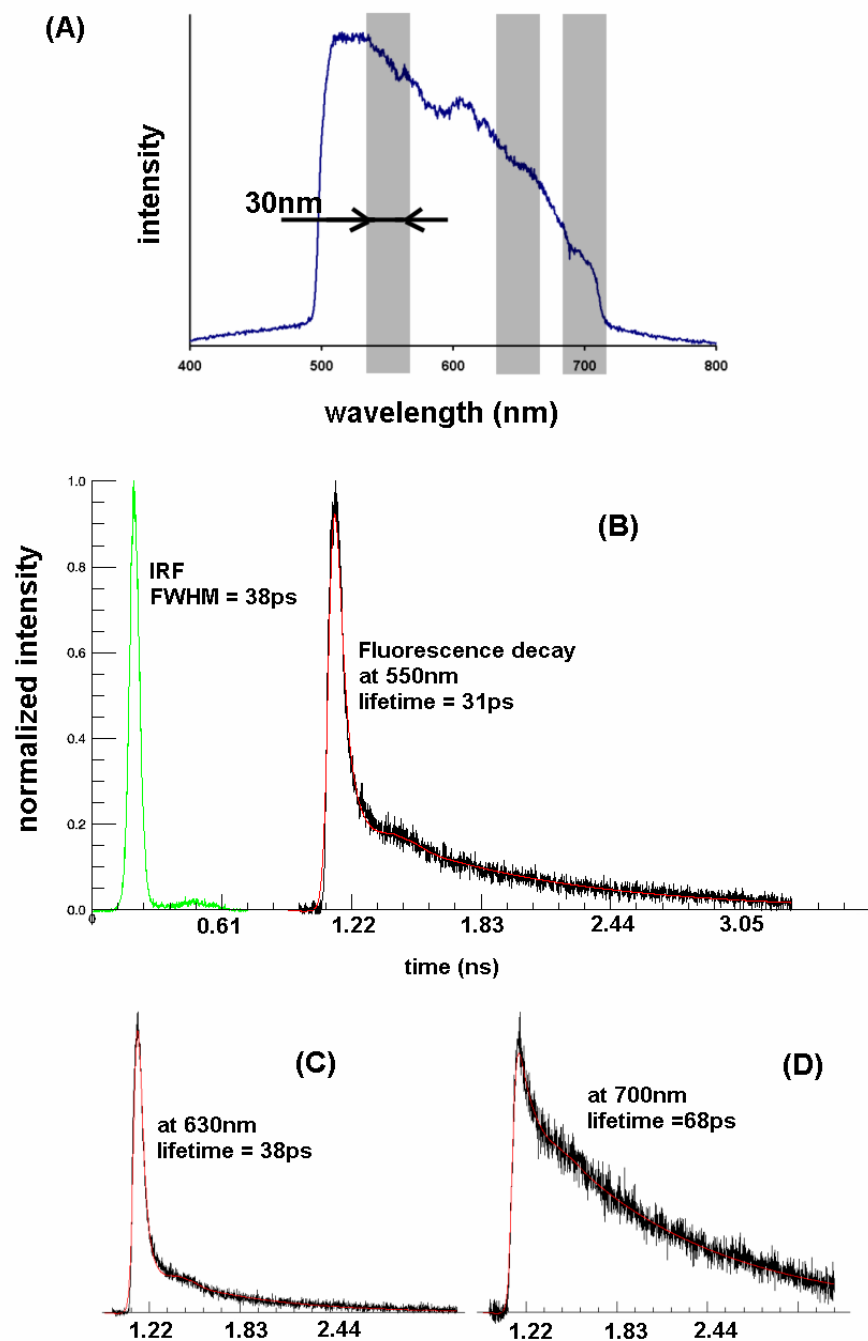 (A)
intensity
30nm
400 500 600 700 800
wavelength (nm)
(B)
normalized intensity
1.0
0.8
0.6
0.4
0.2
0.0
IRF
FWHM = 38ps
Fluorescence decay
at 550nm
lifetime = 31ps
0 0.61 1.22 1.83 2.44 3.05
time (ns)
(C)
at 630nm
lifetime = 38ps
1.22 1.83 2.44
(D)
at 700nm
lifetime =68ps
1.22 1.83 2.44